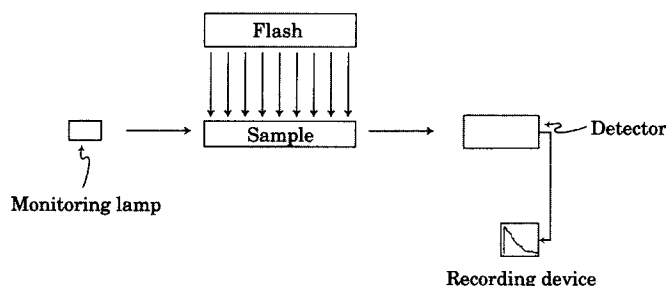 Flash
Sample
Detector
Monitoring lamp
Recording device